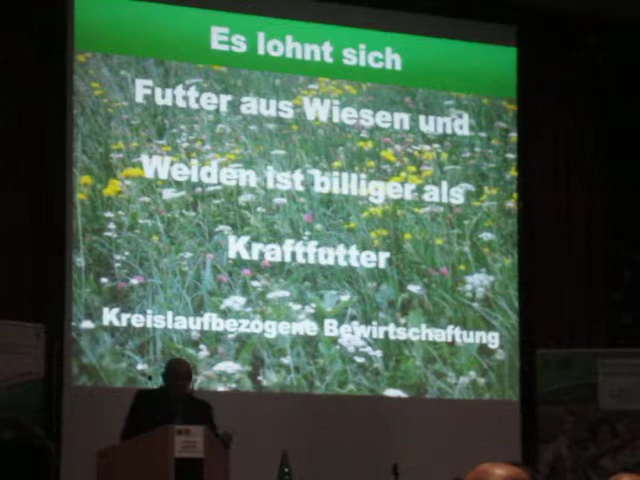 Es lohnt sich
Futter aus Wiesen und
Weiden ist billiger als
Kraftfutter
Kreislaufbezogene Bewirtschaftung